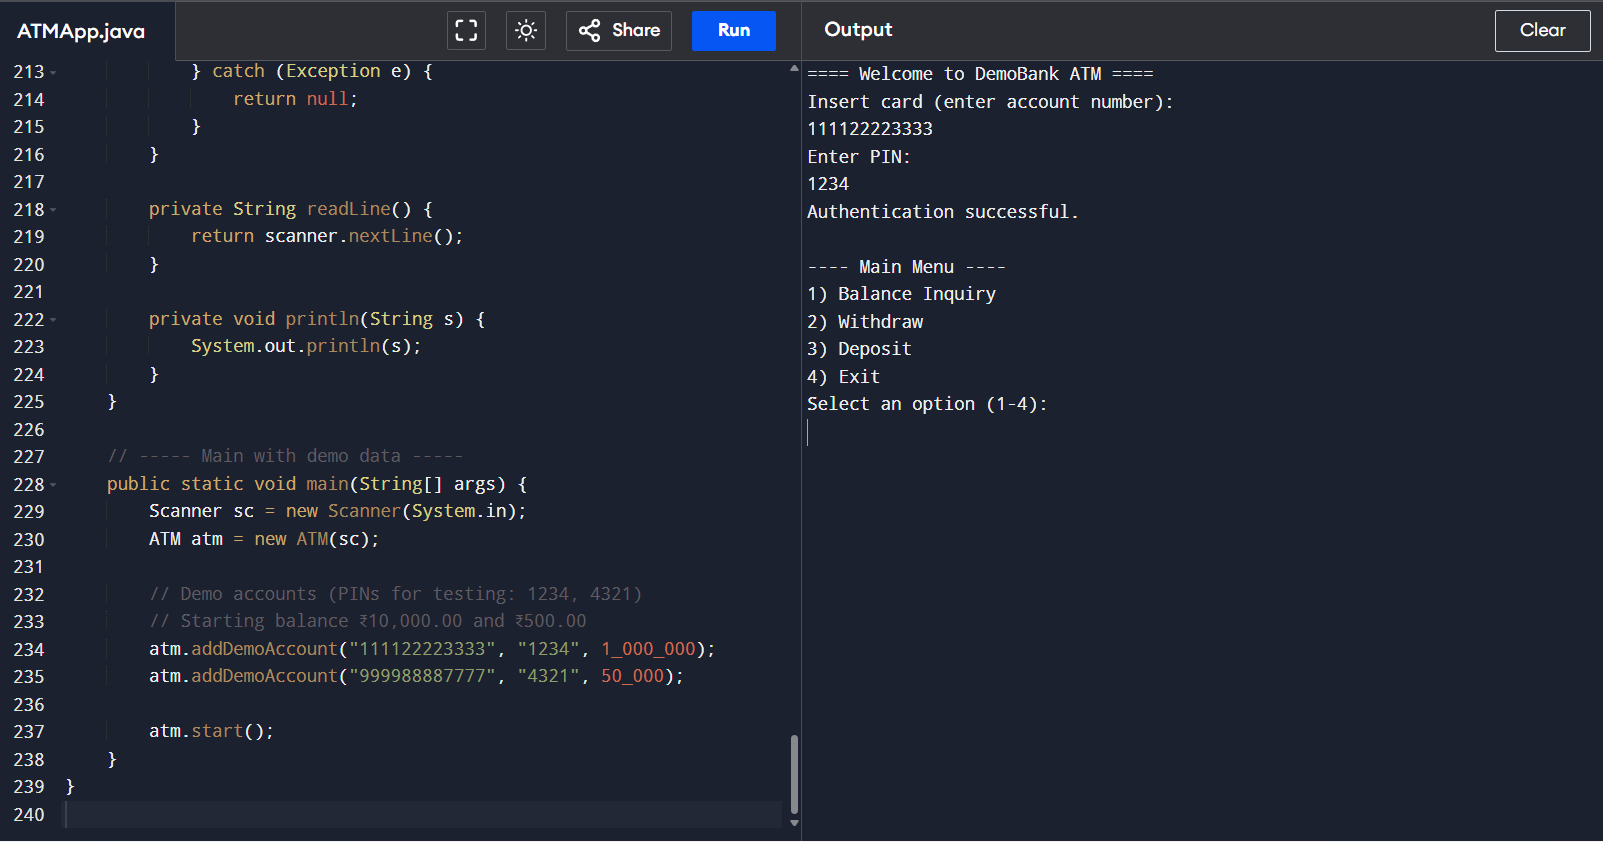 ATMApp.java
Share
Run
213 } catch (Exception e) {
214 return null;
215 }
216 }
217
218 private String readLine() {
219 return scanner.nextLine();
220 }
221
222 private void println(String s) {
223 System.out.println(s);
224 }
225 }
226
227 // ----- Main with demo data -----
228 public static void main(String[] args) {
229 Scanner sc = new Scanner(System.in);
230 ATM atm = new ATM(sc);
231
232 // Demo accounts (PINs for testing: 1234, 4321)
233 // Starting balance ₹10,000.00 and ₹500.00
234 atm.addDemoAccount("111122223333", "1234", 1_000_000);
235 atm.addDemoAccount("999988887777", "4321", 50_000);
236
237 atm.start();
238 }
239 }
240
Output
Clear
==== Welcome to DemoBank ATM ====
Insert card (enter account number):
111122223333
Enter PIN:
1234
Authentication successful.
---- Main Menu ----
1) Balance Inquiry
2) Withdraw
3) Deposit
4) Exit
Select an option (1-4):